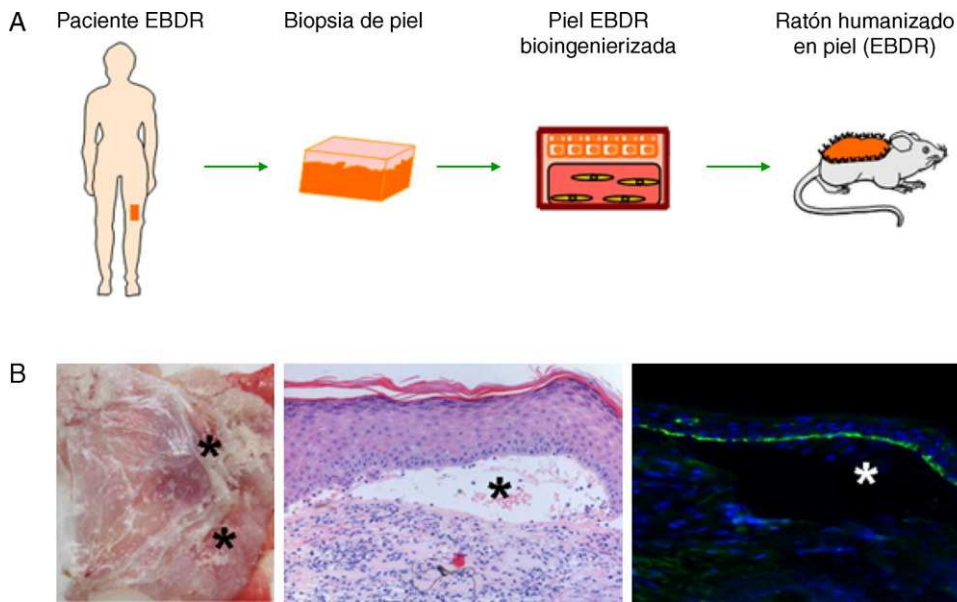 A
Paciente EBDR
Biopsia de piel
Piel EBDR
bioingenierizada
Ratón humanizado
en piel (EBDR)
B
*
*
*
*